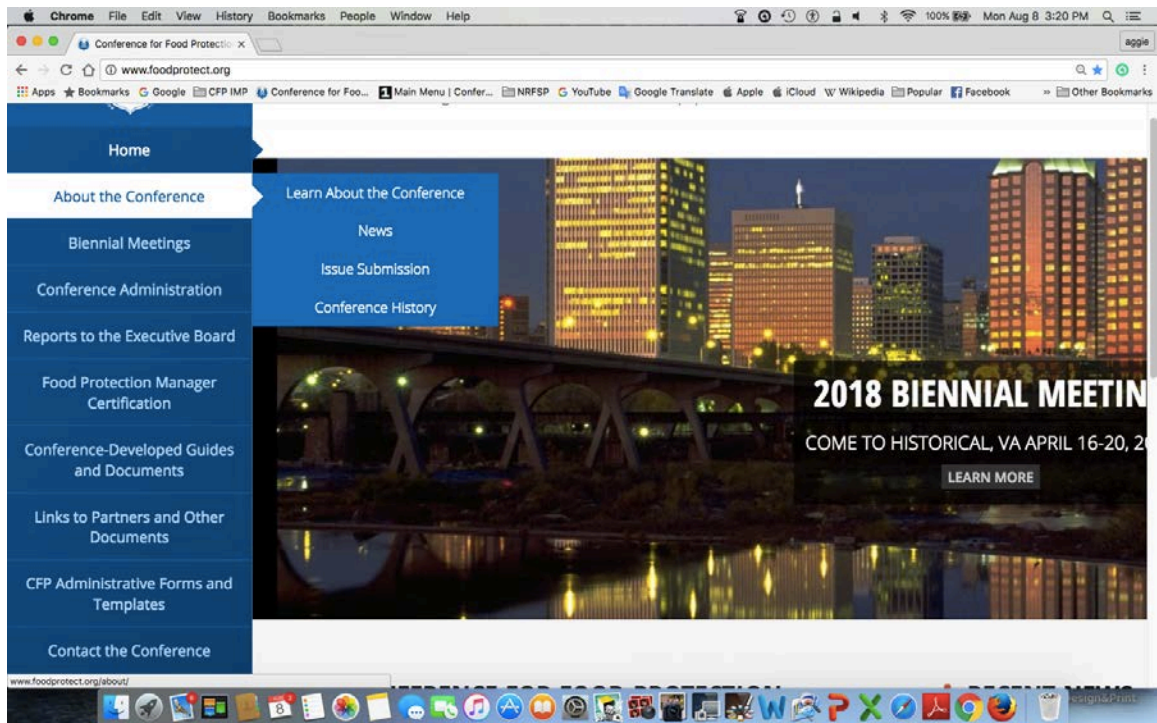 Chrome File Edit View History Bookmarks People Window Help 100% Mon Aug 8 3:20 PM
Conference for Food Protectio aggie
www.foodprotect.org
Apps Bookmarks Google CFP IMP Conference for Foo... Main Menu | Confer... NRFSP YouTube Google Translate Apple iCloud Wikipedia Popular Facebook » Other Bookmarks
Home
About the Conference
Learn About the Conference
News
Issue Submission
Conference History
Biennial Meetings
Conference Administration
Reports to the Executive Board
Food Protection Manager
Certification
Conference-Developed Guides
and Documents
Links to Partners and Other
Documents
CFP Administrative Forms and
Templates
Contact the Conference
2018 BIENNIAL MEETIN
COME TO HISTORICAL, VA APRIL 16-20, 20
LEARN MORE
www.foodprotect.org/about/